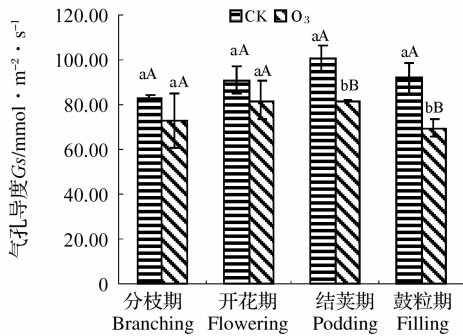 CK O₃
气孔导度Gs/mmol·m⁻²·s⁻¹
120.00
100.00
80.00
60.00
40.00
20.00
0
aA aA aA aA aA bB aA bB
分枝期 开花期 结荚期 鼓粒期
Branching Flowering Podding Filling